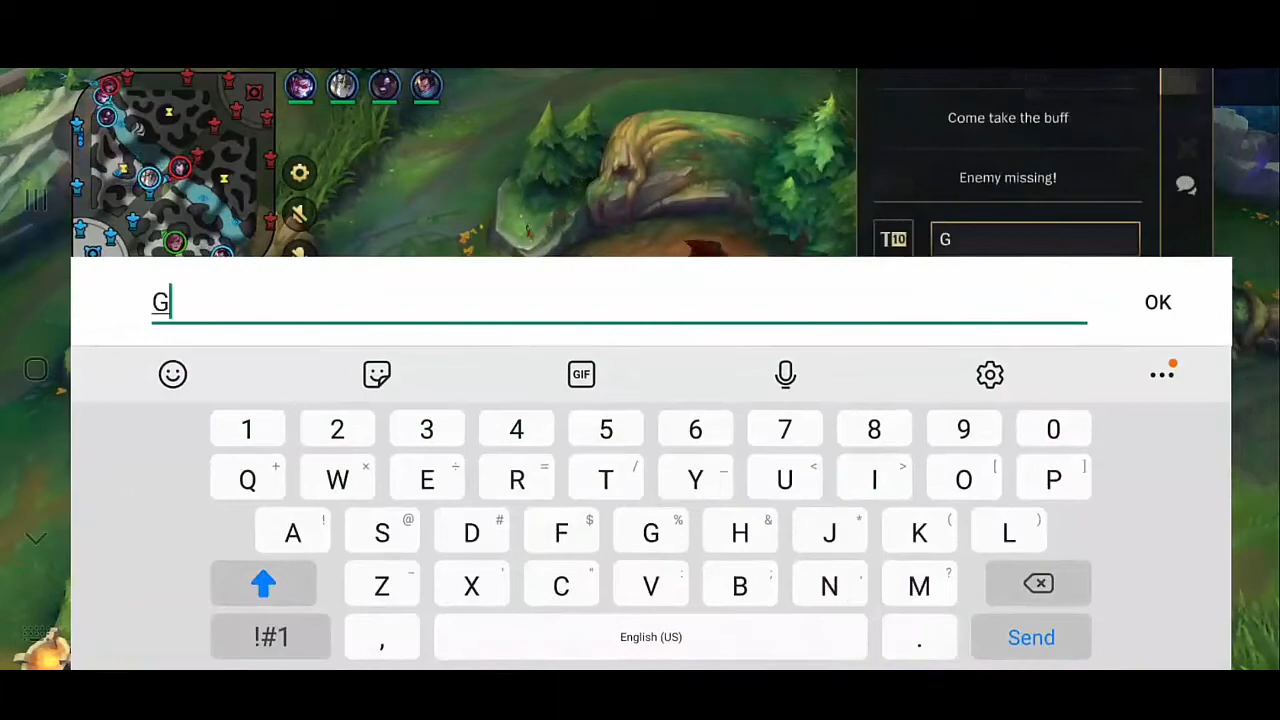 Come take the buff
Enemy missing!
T10 G
G OK
GIF
1 2 3 4 5 6 7 8 9 0
Q + W × E ÷ R = T / Y _ U < I > O [ P ]
A ! S @ D # F $ G % H & J * K ( L )
Z - X ' C " V : B ; N , M ?
!#1 , English (US) . Send